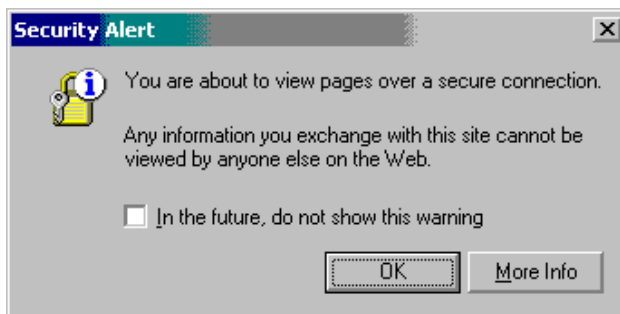 Security Alert
You are about to view pages over a secure connection.
Any information you exchange with this site cannot be
viewed by anyone else on the Web.
In the future, do not show this warning
OK
More Info